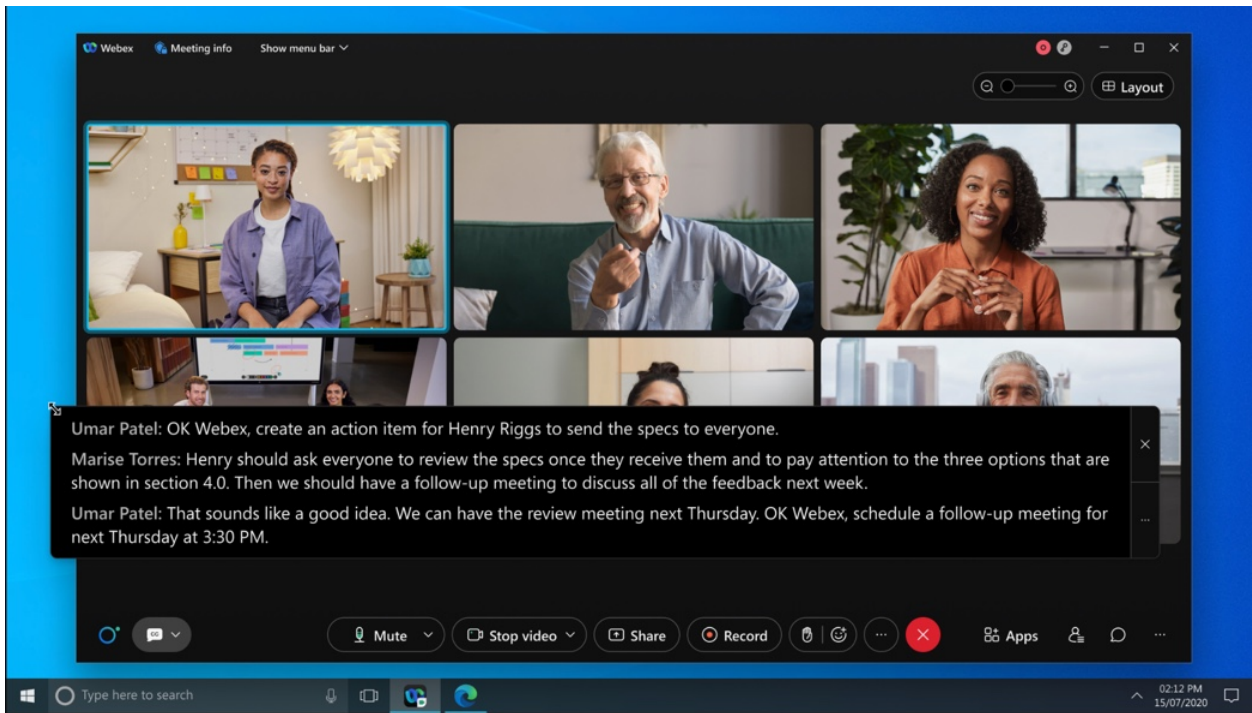 Webex Meeting info Show menu bar
Layout
Umar Patel: OK Webex, create an action item for Henry Riggs to send the specs to everyone.
Marise Torres: Henry should ask everyone to review the specs once they receive them and to pay attention to the three options that are
shown in section 4.0. Then we should have a follow-up meeting to discuss all of the feedback next week.
Umar Patel: That sounds like a good idea. We can have the review meeting next Thursday. OK Webex, schedule a follow-up meeting for
next Thursday at 3:30 PM.
CC Mute Stop video Share Record Apps
Type here to search
02:12 PM
15/07/2020